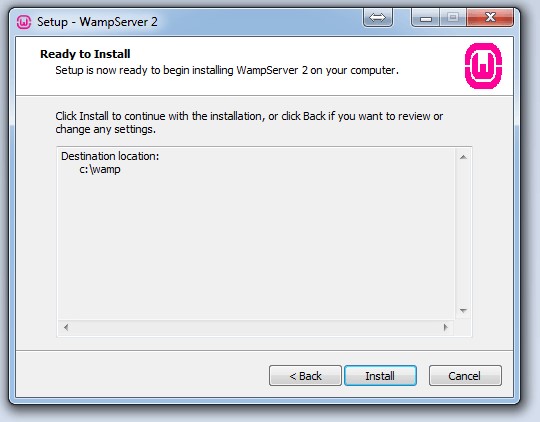 Setup - WampServer 2
Ready to Install
Setup is now ready to begin installing WampServer 2 on your computer.
W
Click Install to continue with the installation, or click Back if you want to review or
change any settings.
Destination location:
c:\wamp
< Back
Install
Cancel